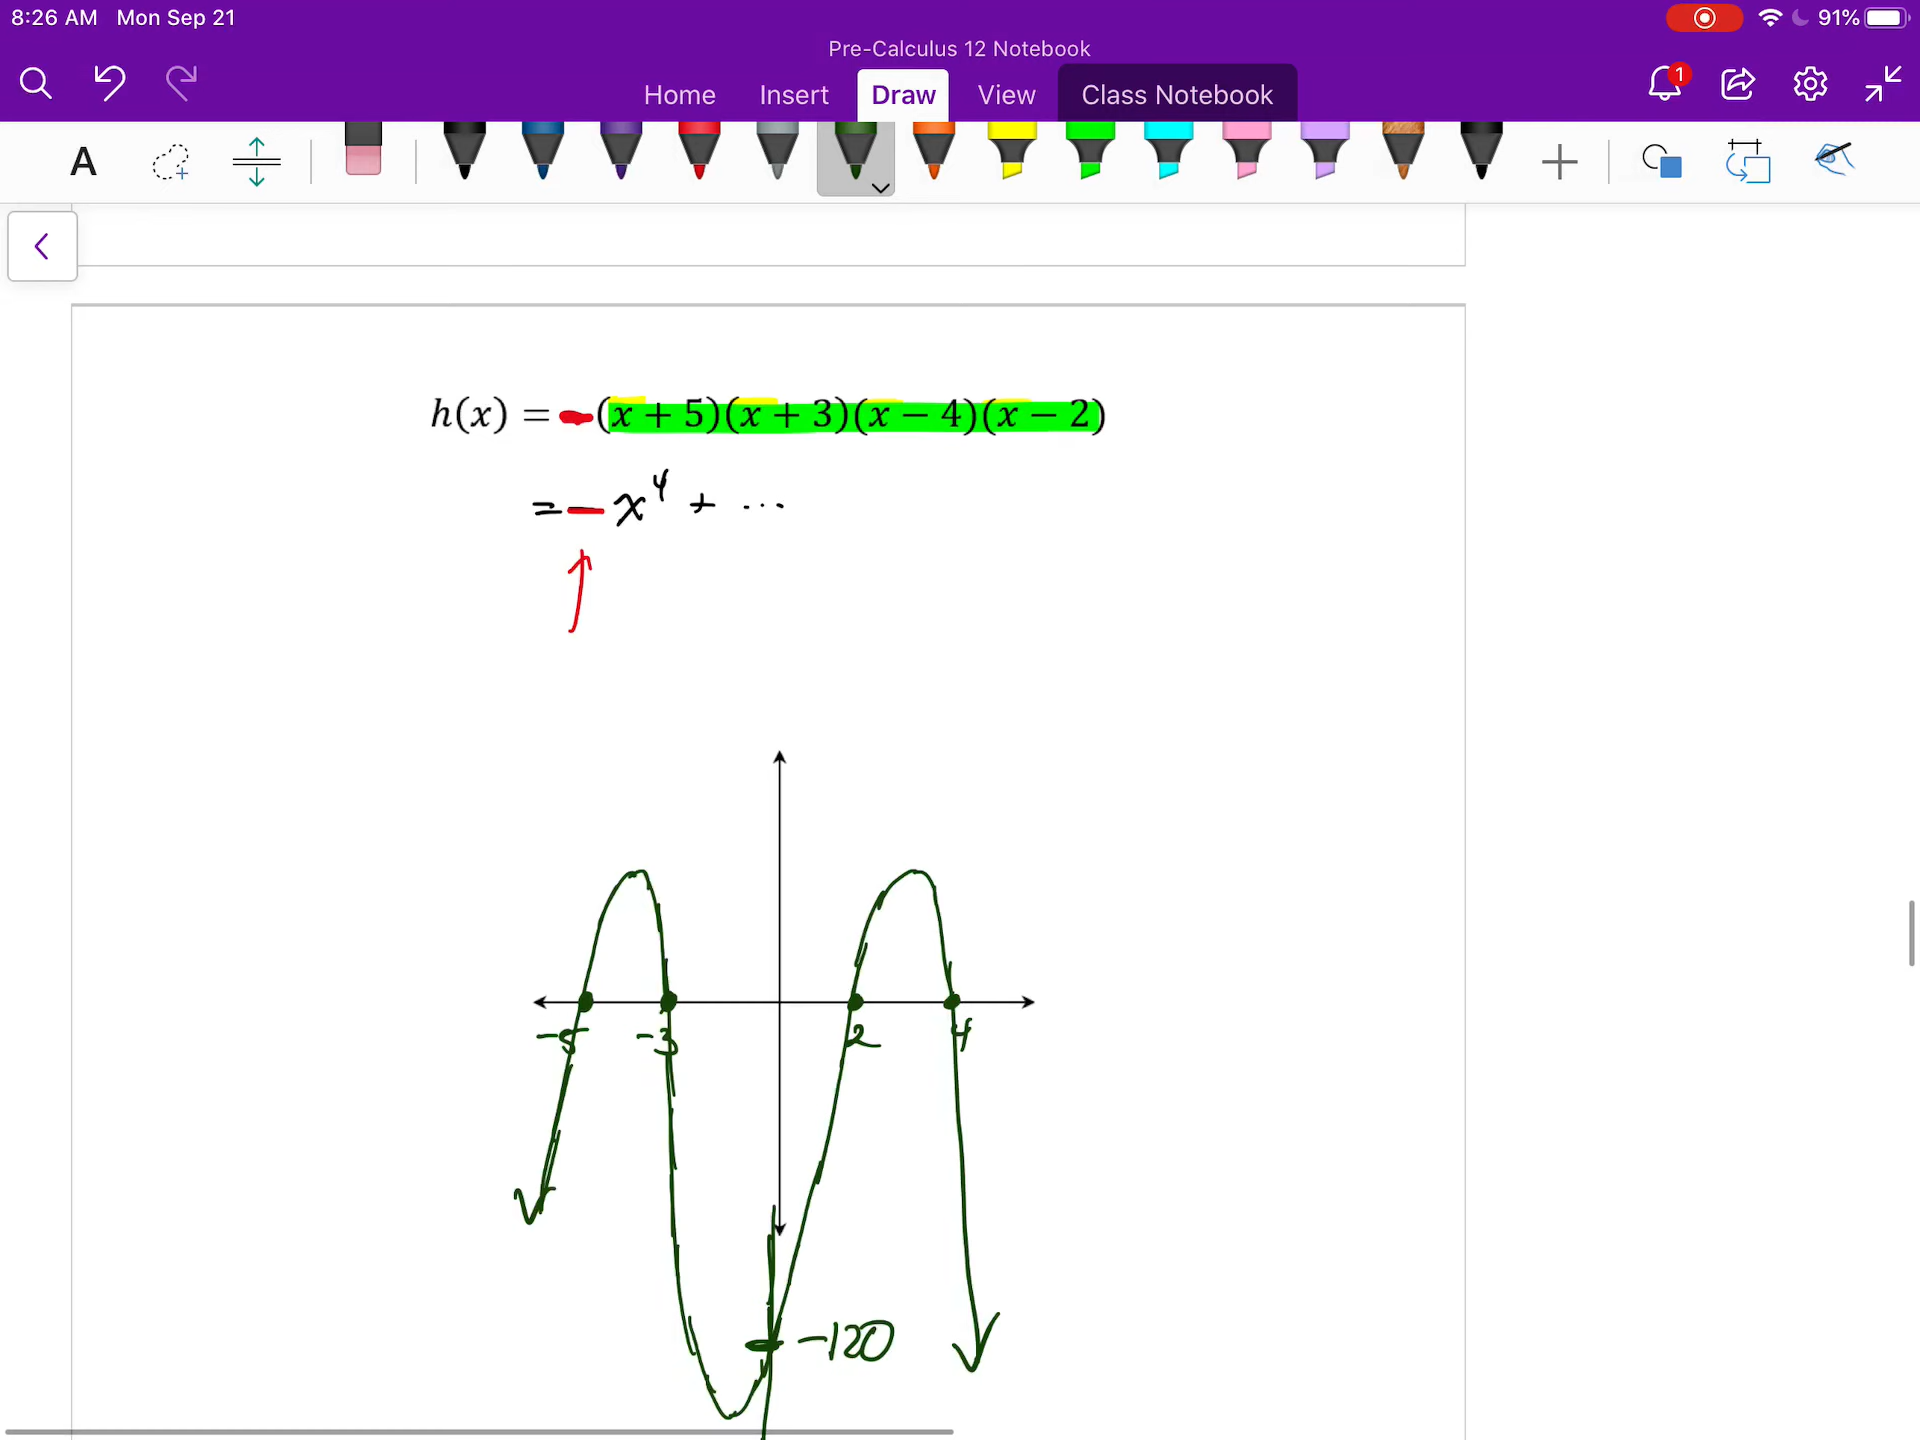 8:26 AM Mon Sep 21
91%
Pre-Calculus 12 Notebook
Home Insert Draw View Class Notebook
1
A
h(x) = −(x + 5)(x + 3)(x − 4)(x − 2)
= − x⁴ + ...
−5 −3 2 4
−120